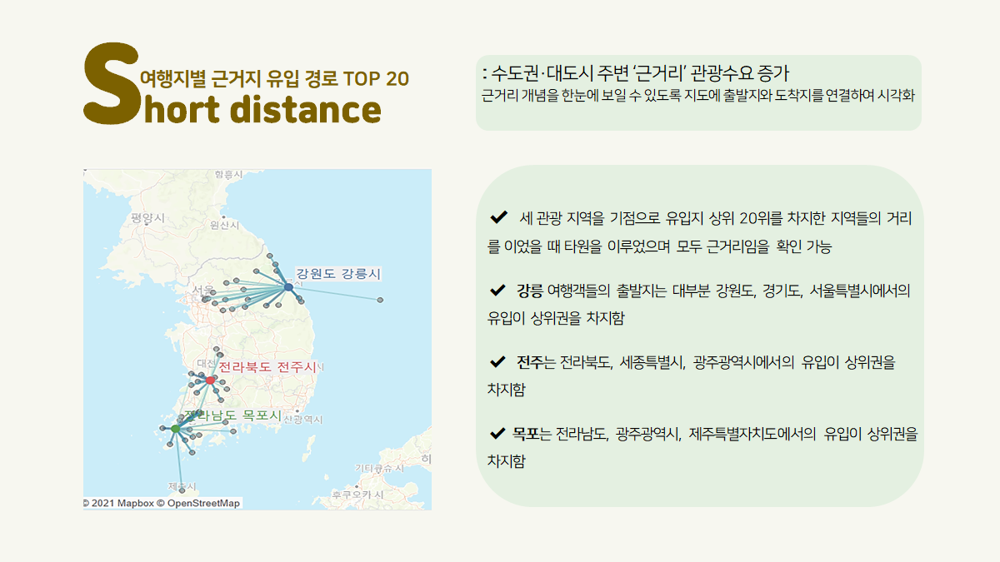 여행지별 근거지 유입 경로 TOP 20
Short distance
: 수도권·대도시 주변 ‘근거리’ 관광수요 증가
근거리 개념을 한눈에 보일 수 있도록 지도에 출발지와 도착지를 연결하여 시각화
함흥시
평양시
원산시
강원도 강릉시
서울
대전
전라북도 전주시
전라남도 목포시
산광역시
제주시
기타큐슈 시
히
후쿠오카 시
© 2021 Mapbox © OpenStreetMap
✔ 세 관광 지역을 기점으로 유입지 상위 20위를 차지한 지역들의 거리
를 이었을 때 타원을 이루었으며 모두 근거리임을 확인 가능
✔ 강릉 여행객들의 출발지는 대부분 강원도, 경기도, 서울특별시에서의
유입이 상위권을 차지함
✔ 전주는 전라북도, 세종특별시, 광주광역시에서의 유입이 상위권을
차지함
✔ 목포는 전라남도, 광주광역시, 제주특별자치도에서의 유입이 상위권을
차지함